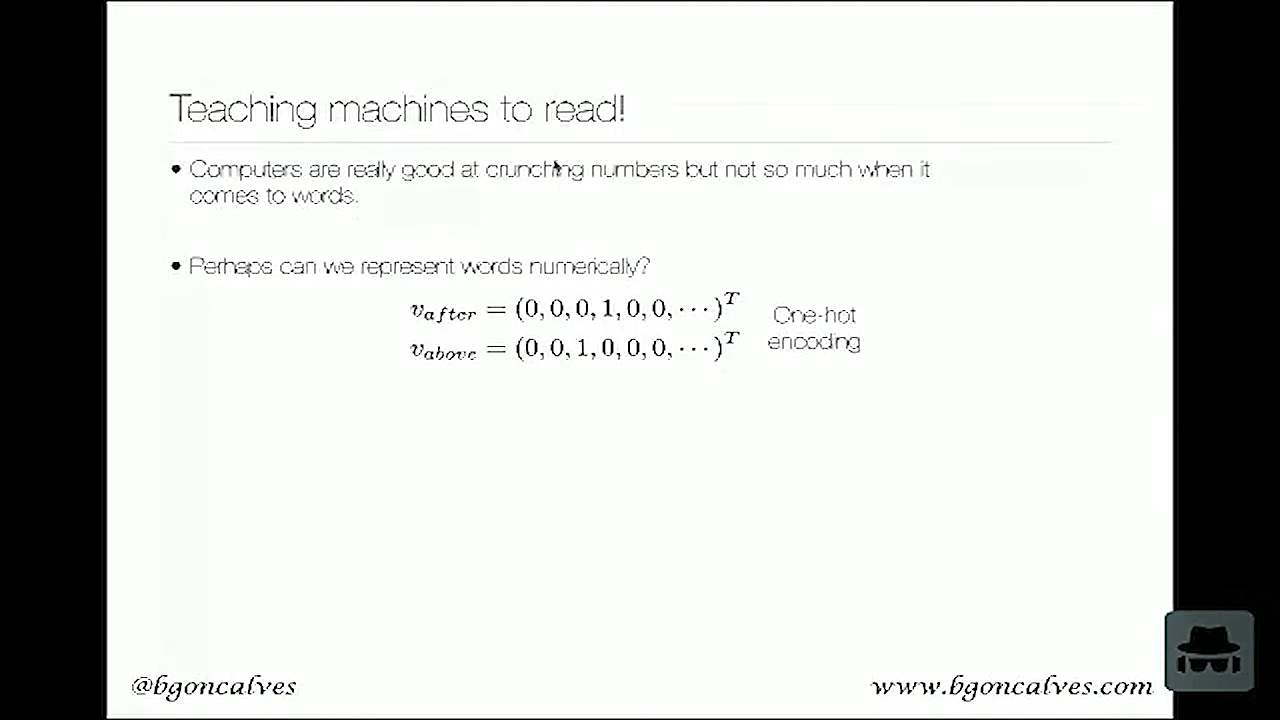 Teaching machines to read!
• Computers are really good at crunching numbers but not so much when it
comes to words.
• Perhaps can we represent words numerically?
v_after = (0, 0, 0, 1, 0, 0, ⋯)^T
One-hot
v_above = (0, 0, 1, 0, 0, 0, ⋯)^T
encoding
@bgoncalves
www.bgoncalves.com